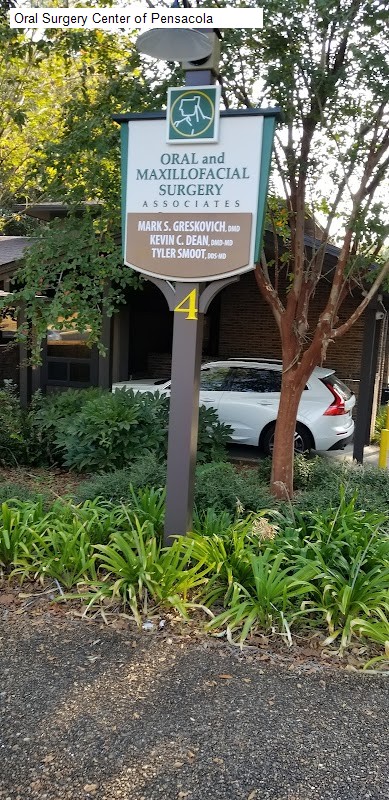 Oral Surgery Center of Pensacola
ORAL and
MAXILLOFACIAL
SURGERY
ASSOCIATES
MARK S. GRESKOVICH, DMD
KEVIN C. DEAN, DMD-MD
TYLER SMOOT, DDS-MD
4